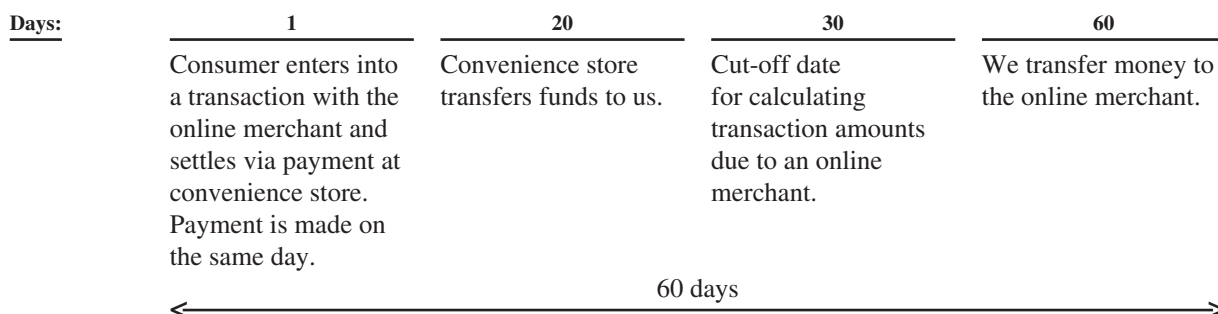 Days: 1 20 30 60
Consumer enters into
a transaction with the
online merchant and
settles via payment at
convenience store.
Payment is made on
the same day.
Convenience store
transfers funds to us.
Cut-off date
for calculating
transaction amounts
due to an online
merchant.
We transfer money to
the online merchant.
60 days